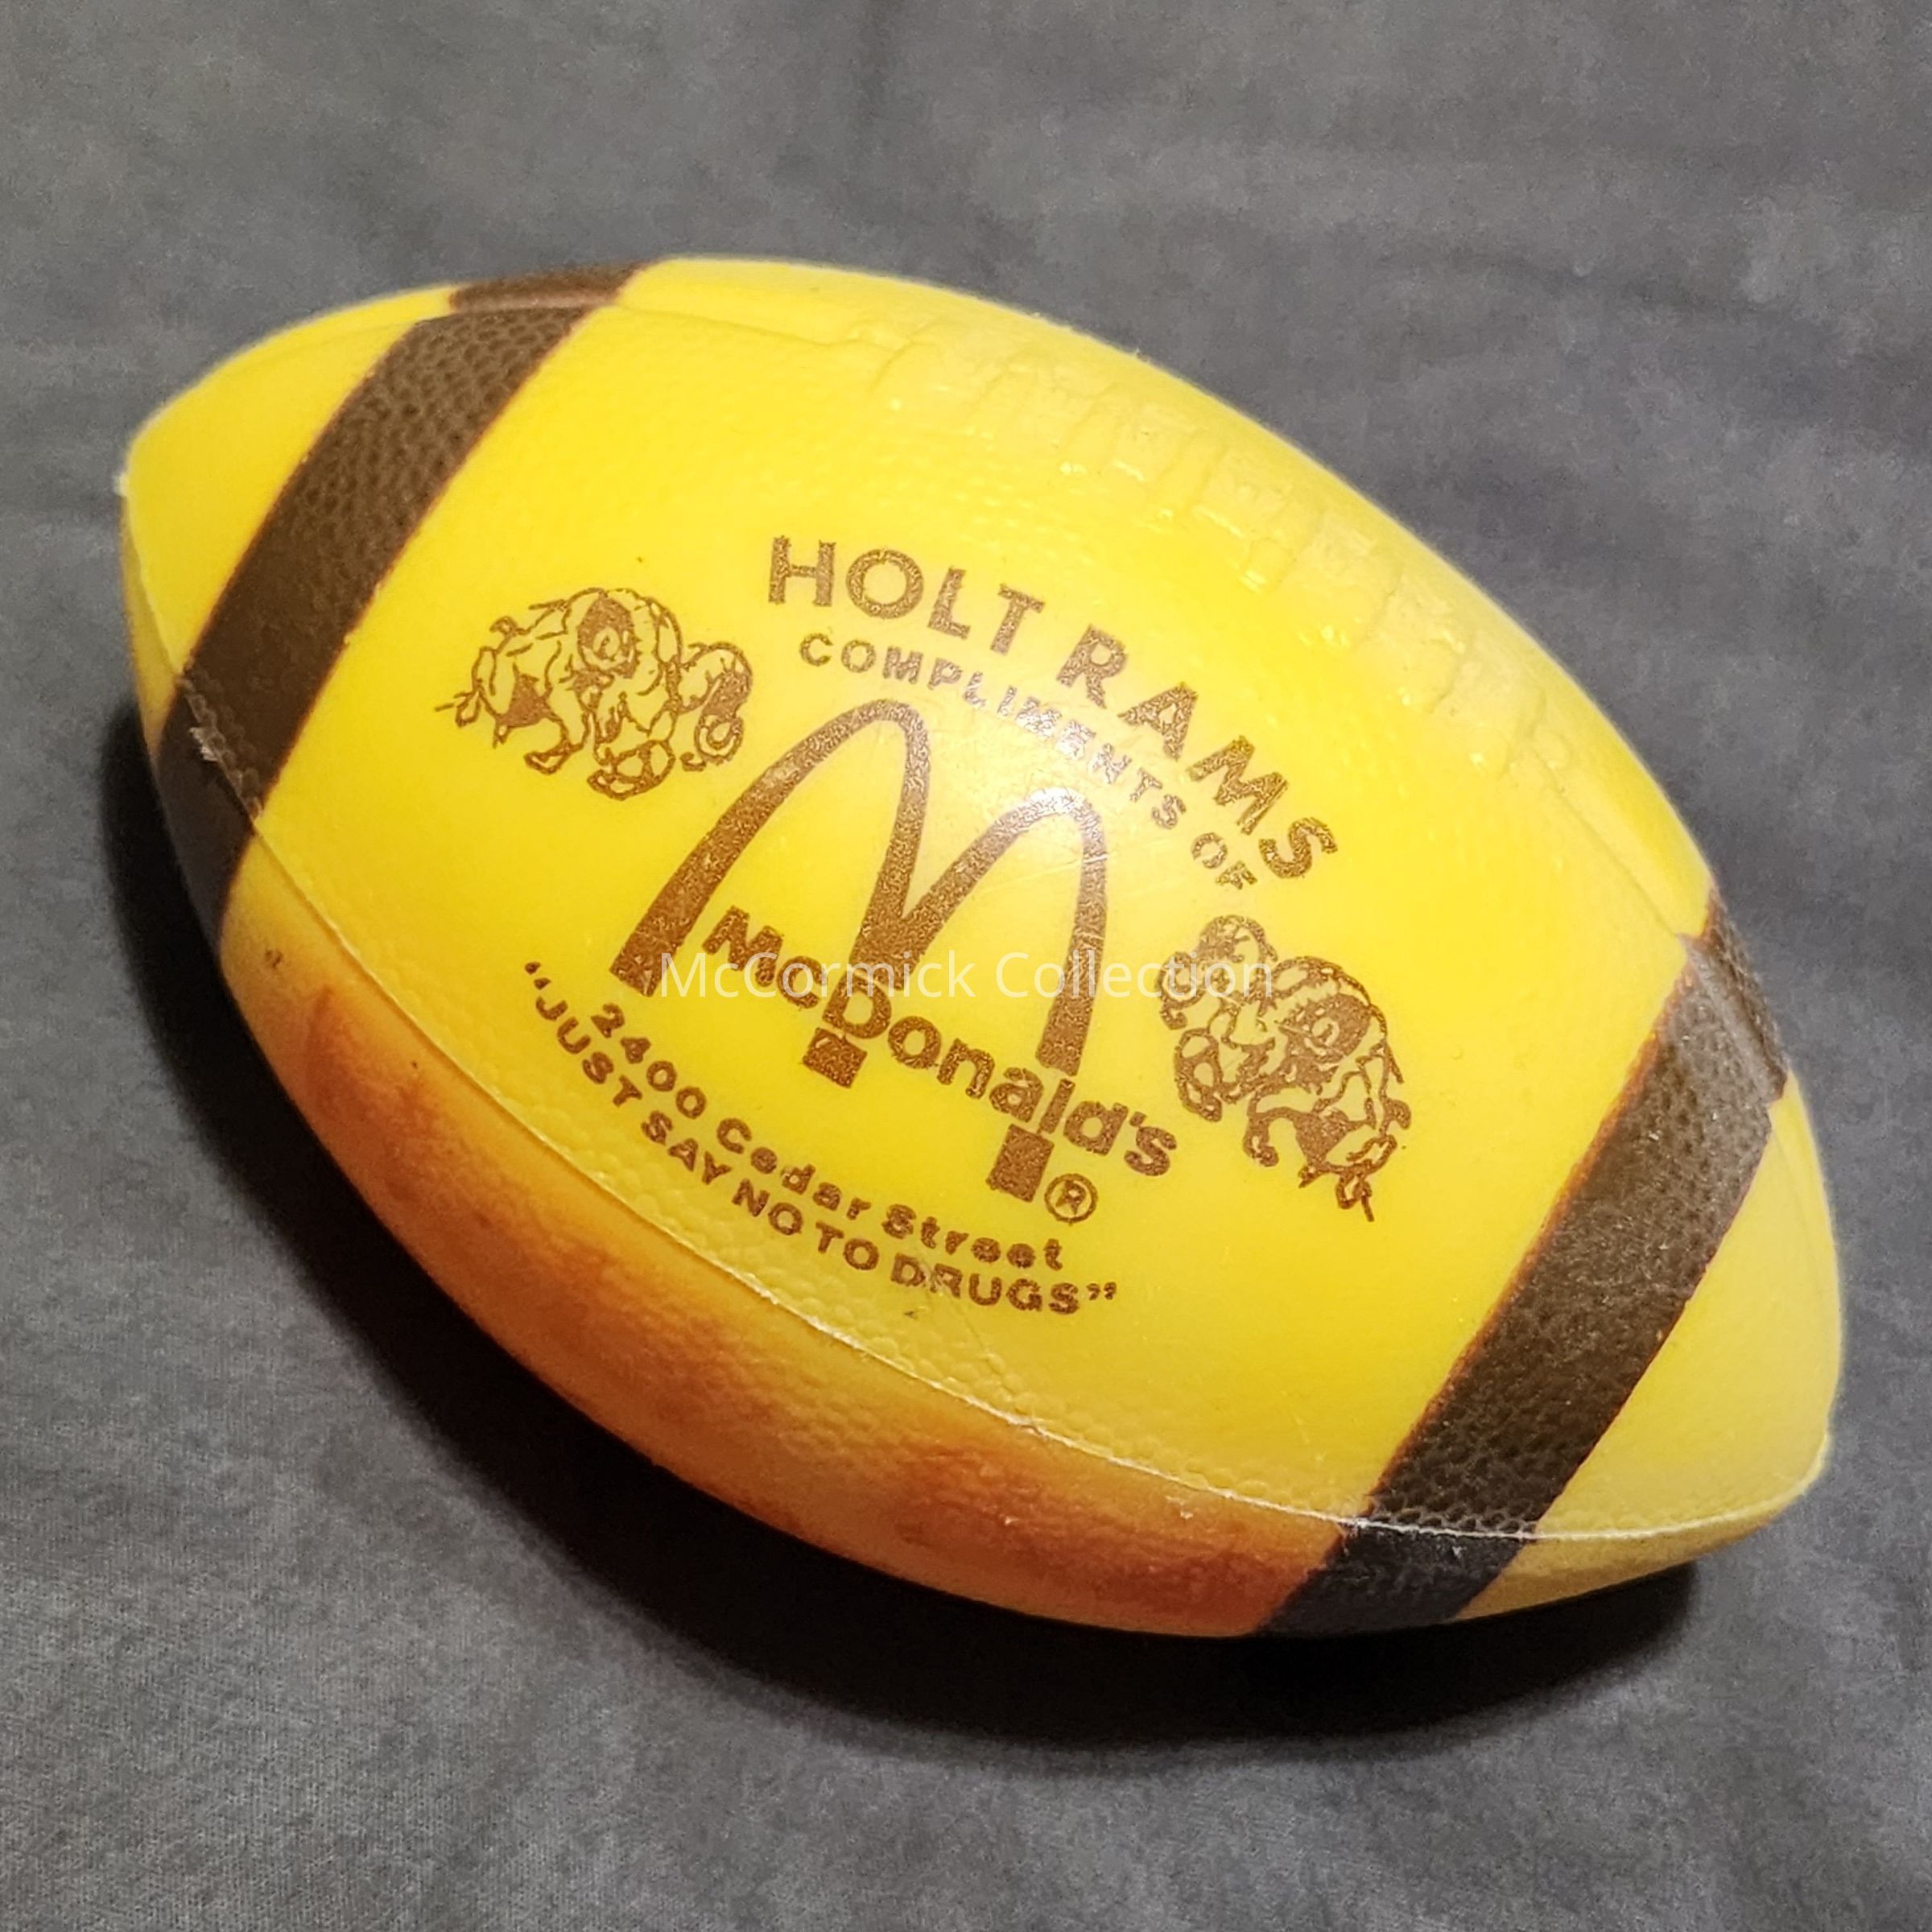 HOLT RAMS
COMPLIMENTS OF
McDonald's ®
2400 Cedar Street
“JUST SAY NO TO DRUGS”
McCormick Collection